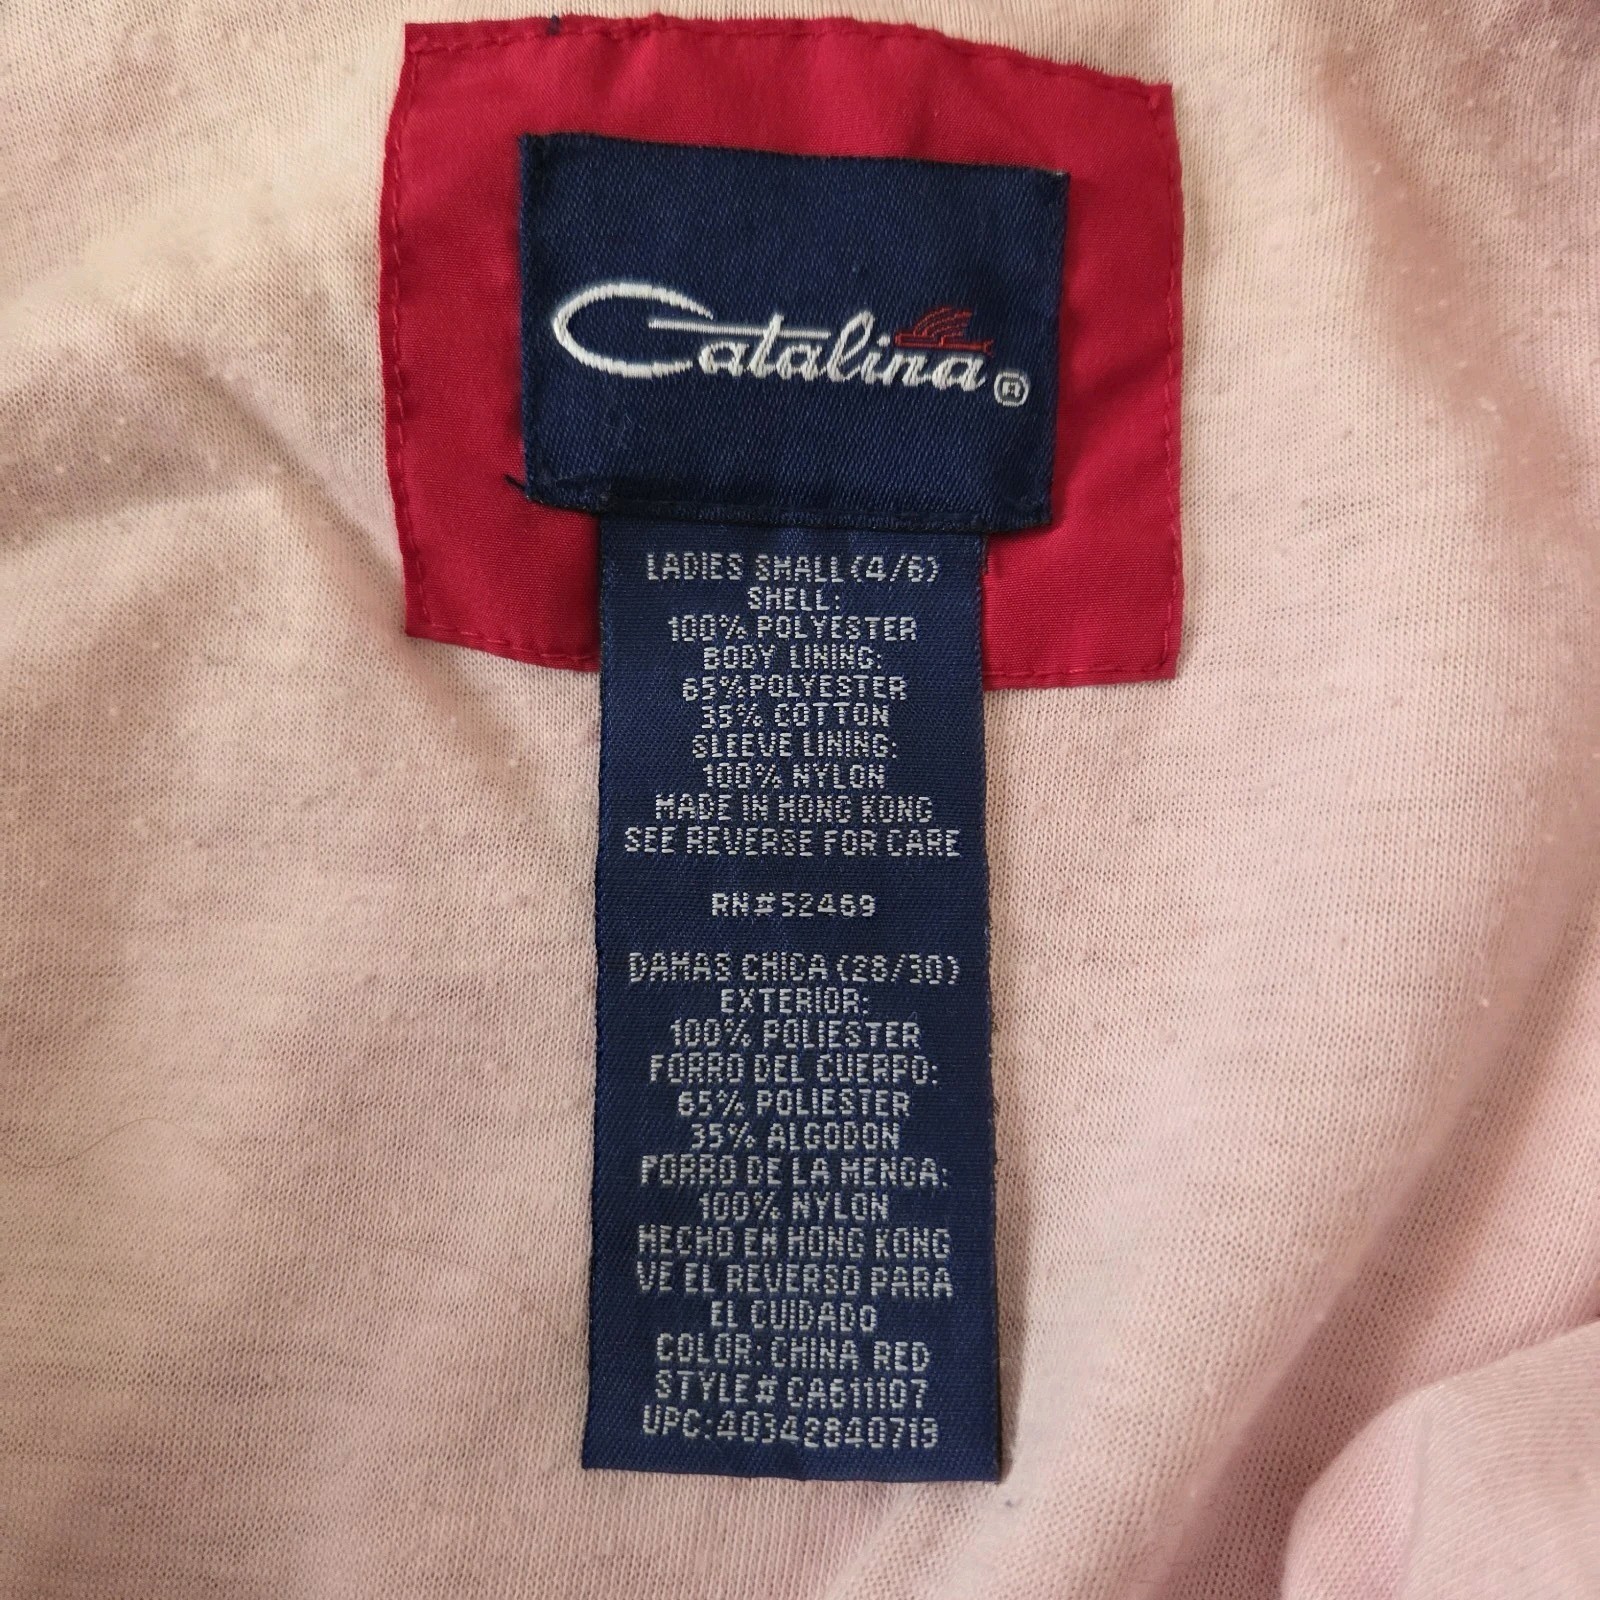 Catalina®
LADIES SMALL (4/6)
SHELL:
100% POLYESTER
BODY LINING:
65% POLYESTER
35% COTTON
SLEEVE LINING:
100% NYLON
MADE IN HONG KONG
SEE REVERSE FOR CARE
RN# 52469
DAMAS CHICA (28/30)
EXTERIOR:
100% POLIESTER
FORRO DEL CUERPO:
65% POLIESTER
35% ALGODON
FORRO DE LA MENGA:
100% NYLON
HECHO EN HONG KONG
VE EL REVERSO PARA
EL CUIDADO
COLOR: CHINA RED
STYLE# CA611107
UPC: 40342840713